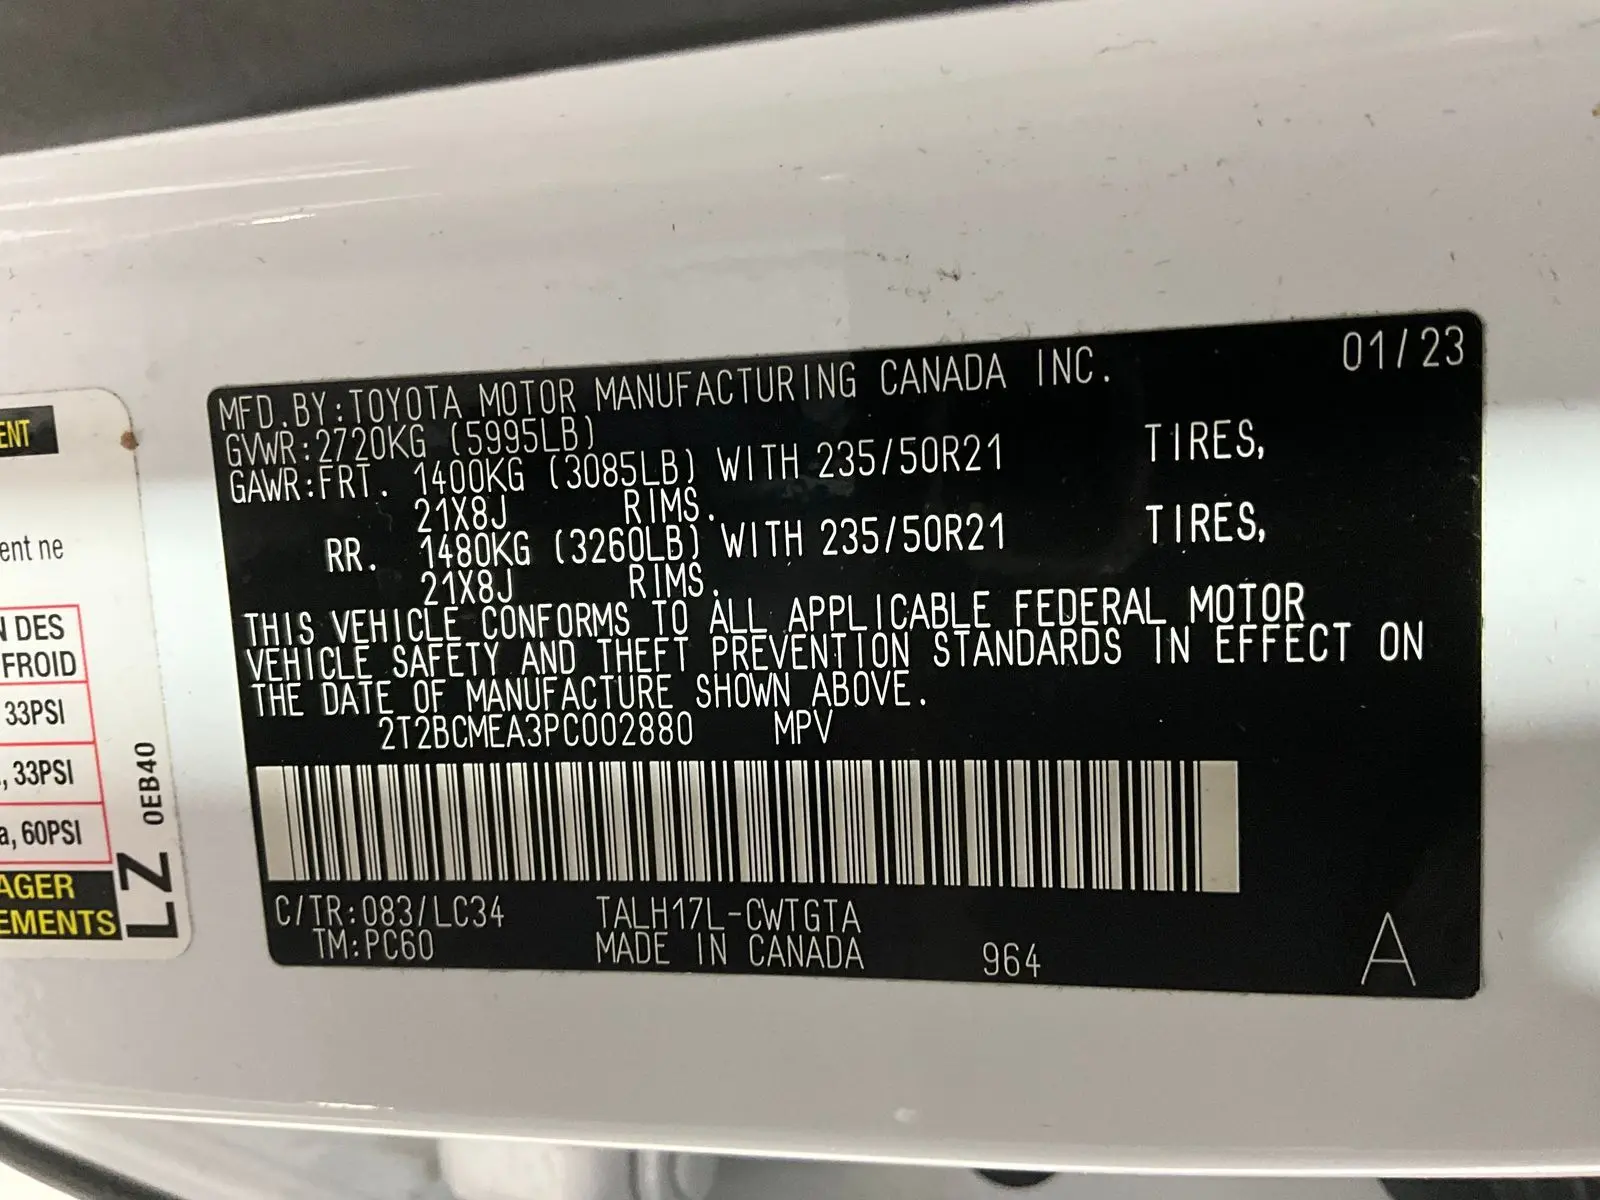 ENT
ent ne
N DES
FROID
33PSI
, 33PSI
a, 60PSI
AGER
EMENTS
LZ 0EB40
01/23
MFD.BY:TOYOTA MOTOR MANUFACTURING CANADA INC.
GVWR:2720KG (5995LB)
GAWR:FRT. 1400KG (3085LB) WITH 235/50R21 TIRES,
21X8J RIMS.
RR. 1480KG (3260LB) WITH 235/50R21 TIRES,
21X8J RIMS.
THIS VEHICLE CONFORMS TO ALL APPLICABLE FEDERAL MOTOR
VEHICLE SAFETY AND THEFT PREVENTION STANDARDS IN EFFECT ON
THE DATE OF MANUFACTURE SHOWN ABOVE.
2T2BCMEA3PC002880 MPV
C/TR:083/LC34 TALH17L-CWTGTA
TM:PC60 MADE IN CANADA 964 A